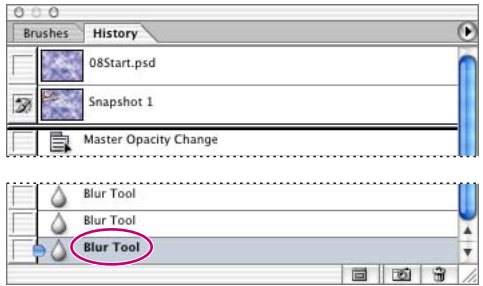 Brushes History
08Start.psd
Snapshot 1
Master Opacity Change
Blur Tool
Blur Tool
Blur Tool